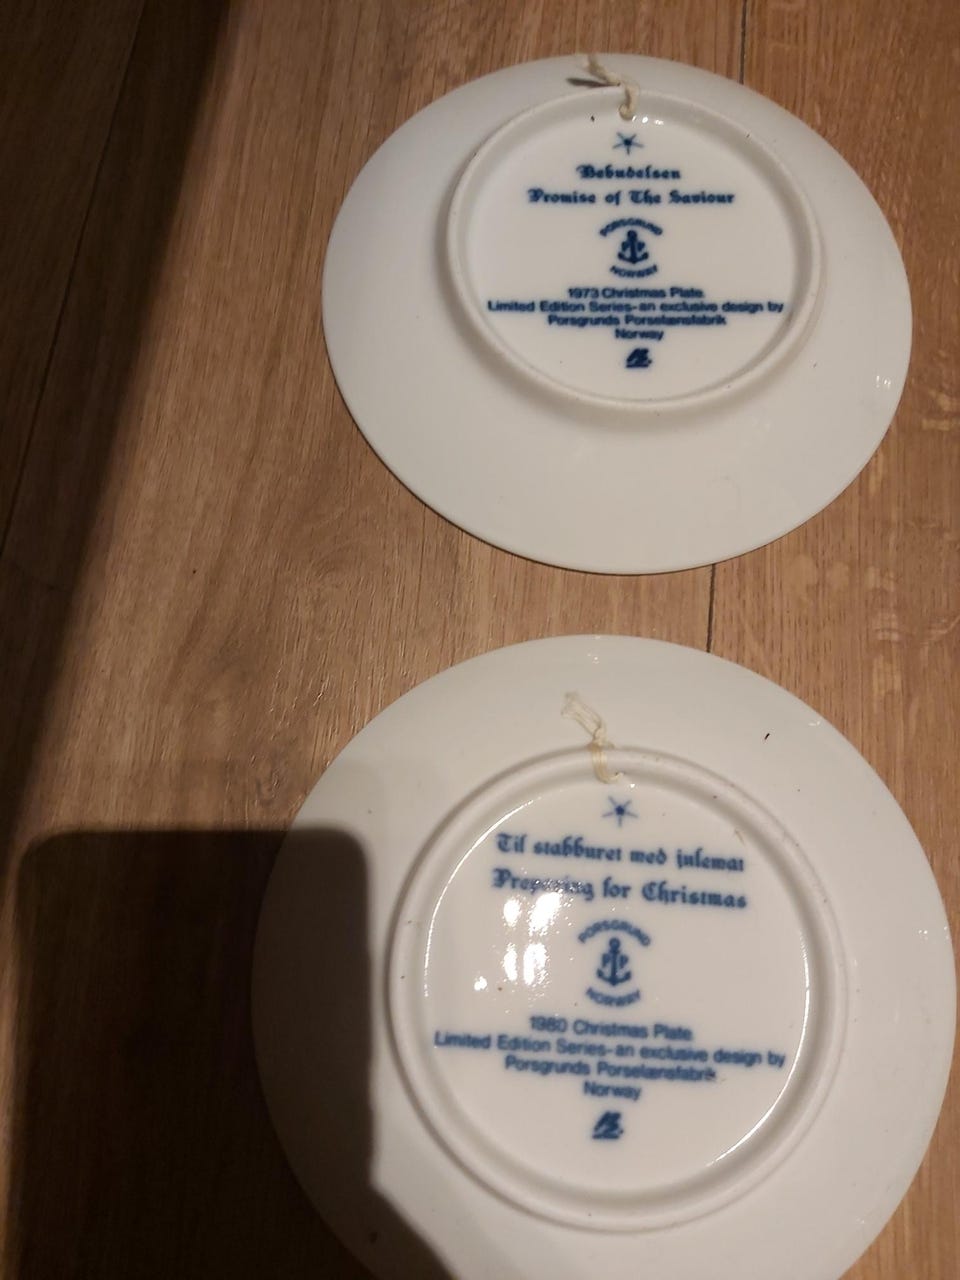 Bebudelsen
Promise of The Saviour
PORSGRUND
NORWAY
1973 Christmas Plate
Limited Edition Series-an exclusive design by
Porsgrunds Porselænsfabrik
Norway
Til stabburet med julemat
Preparing for Christmas
PORSGRUND
P P
NORWAY
1980 Christmas Plate
Limited Edition Series-an exclusive design by
Porsgrunds Porselænsfabrik
Norway